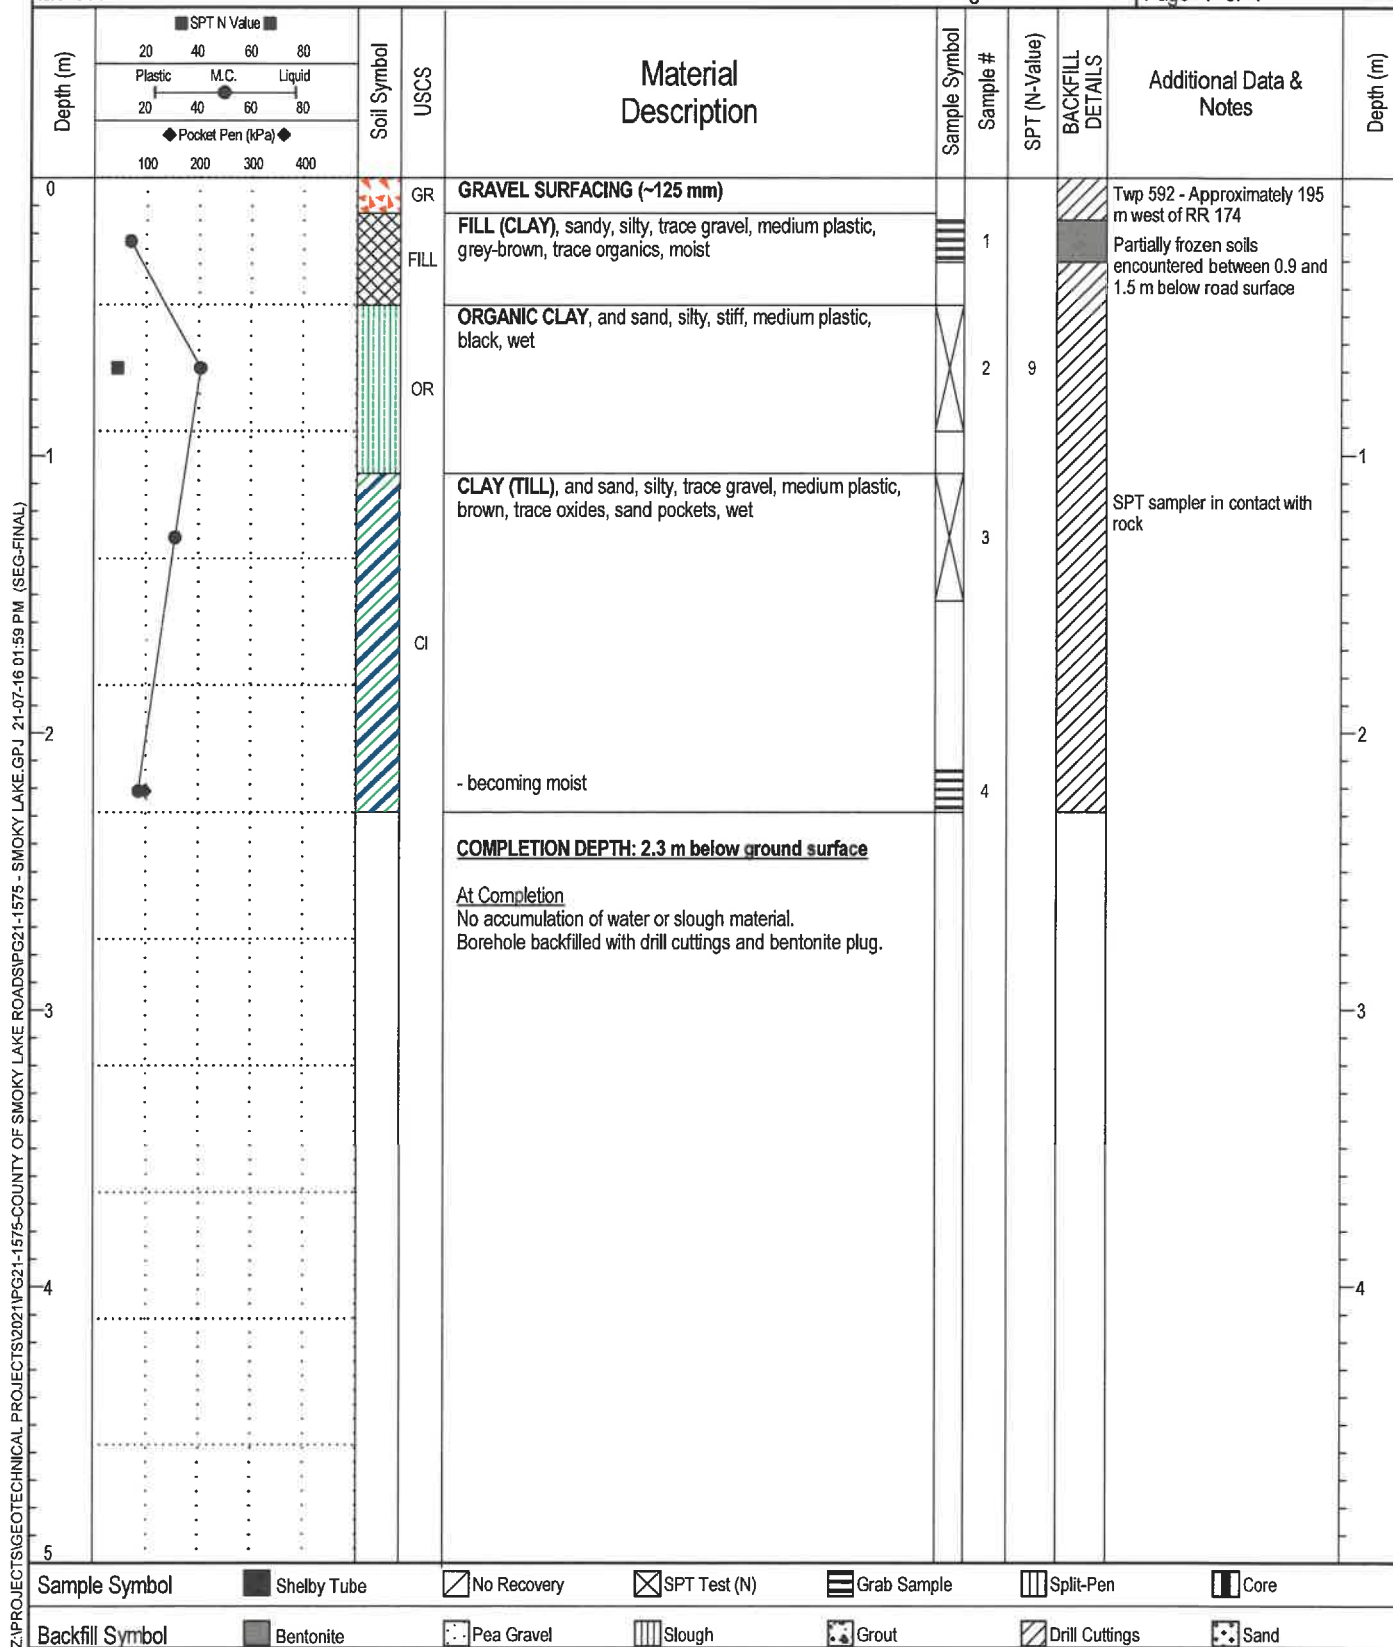 SPT N Value
20 40 60 80
Plastic M.C. Liquid
20 40 60 80
Pocket Pen (kPa)
100 200 300 400
Depth (m)
Soil Symbol
USCS
Material
Description
Sample Symbol
Sample #
SPT (N-Value)
BACKFILL
DETAILS
Additional Data &
Notes
Depth (m)
0
GR
GRAVEL SURFACING (~125 mm)
Twp 592 - Approximately 195
m west of RR 174
FILL
FILL (CLAY), sandy, silty, trace gravel, medium plastic,
grey-brown, trace organics, moist
1
Partially frozen soils
encountered between 0.9 and
1.5 m below road surface
OR
ORGANIC CLAY, and sand, silty, stiff, medium plastic,
black, wet
2
9
1
1
CI
CLAY (TILL), and sand, silty, trace gravel, medium plastic,
brown, trace oxides, sand pockets, wet
3
SPT sampler in contact with
rock
2
2
- becoming moist
4
COMPLETION DEPTH: 2.3 m below ground surface
At Completion
No accumulation of water or slough material.
Borehole backfilled with drill cuttings and bentonite plug.
3
3
4
4
5
Sample Symbol
Shelby Tube
No Recovery
SPT Test (N)
Grab Sample
Split-Pen
Core
Backfill Symbol
Bentonite
Pea Gravel
Slough
Grout
Drill Cuttings
Sand
Z:\PROJECTS\GEOTECHNICAL PROJECTS\2021\PG21-1575-COUNTY OF SMOKY LAKE ROADS\PG21-1575 - SMOKY LAKE.GPJ 21-07-16 01:59 PM (SEG-FINAL)